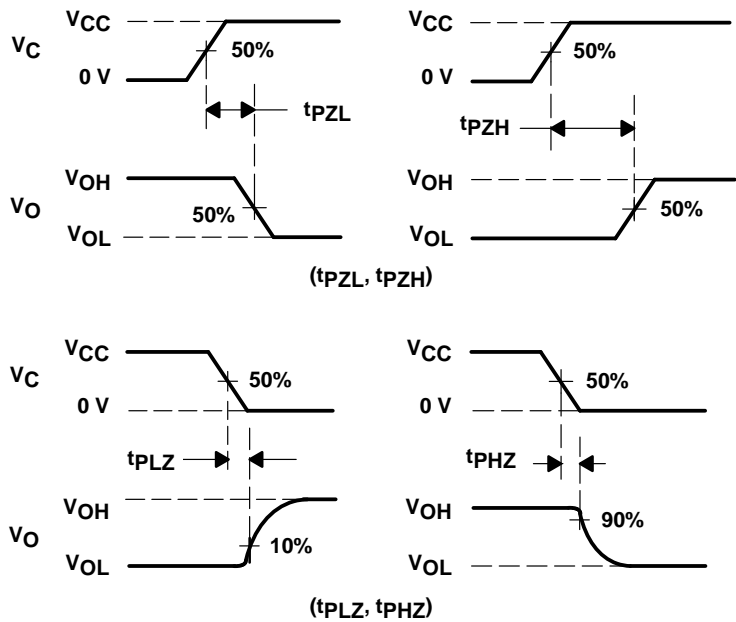 VCC
VC
50%
0 V
tPZL
VOH
VO
50%
VOL
VCC
50%
0 V
tPZH
VOH
50%
VOL
(tPZL, tPZH)
VCC
VC
50%
0 V
tPLZ
VOH
VO
10%
VOL
VCC
50%
0 V
tPHZ
VOH
90%
VOL
(tPLZ, tPHZ)